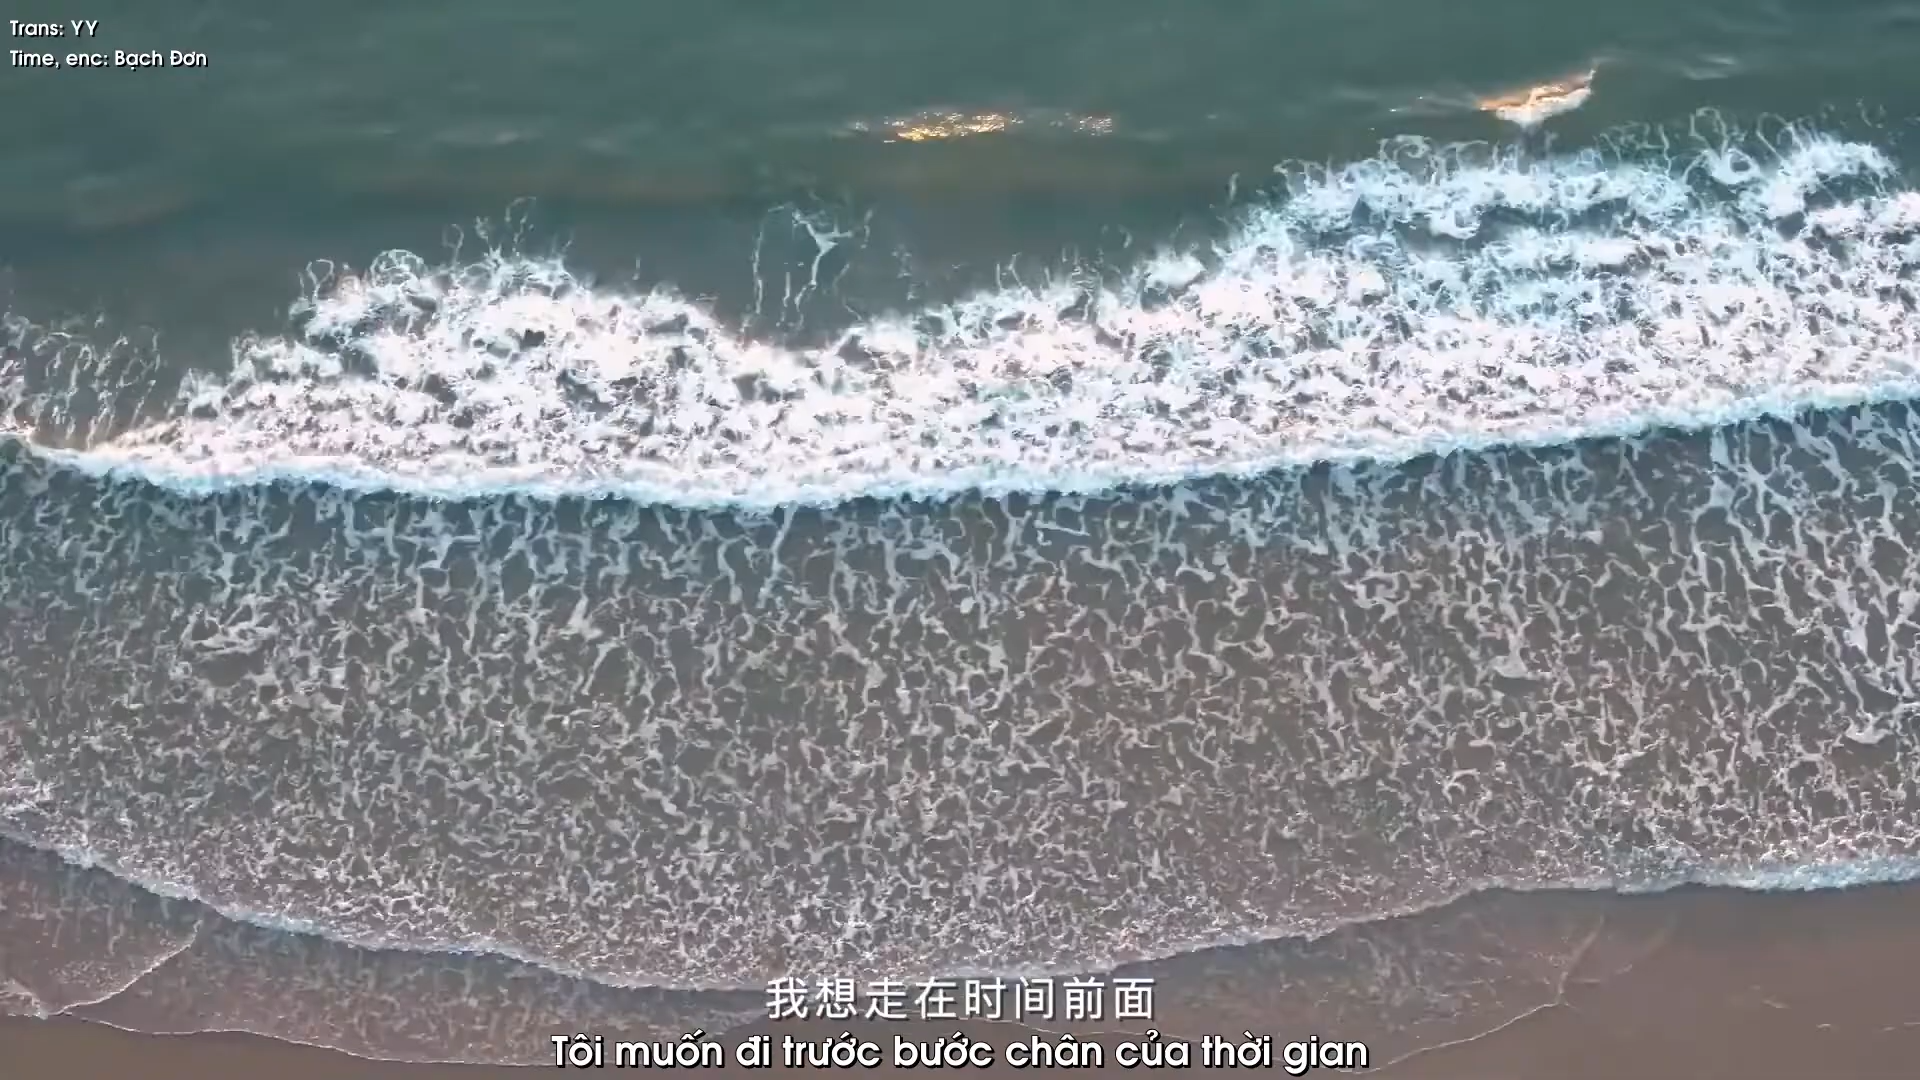 Trans: YY
Time, enc: Bạch Đơn
我想走在时间前面
Tôi muốn đi trước bước chân của thời gian